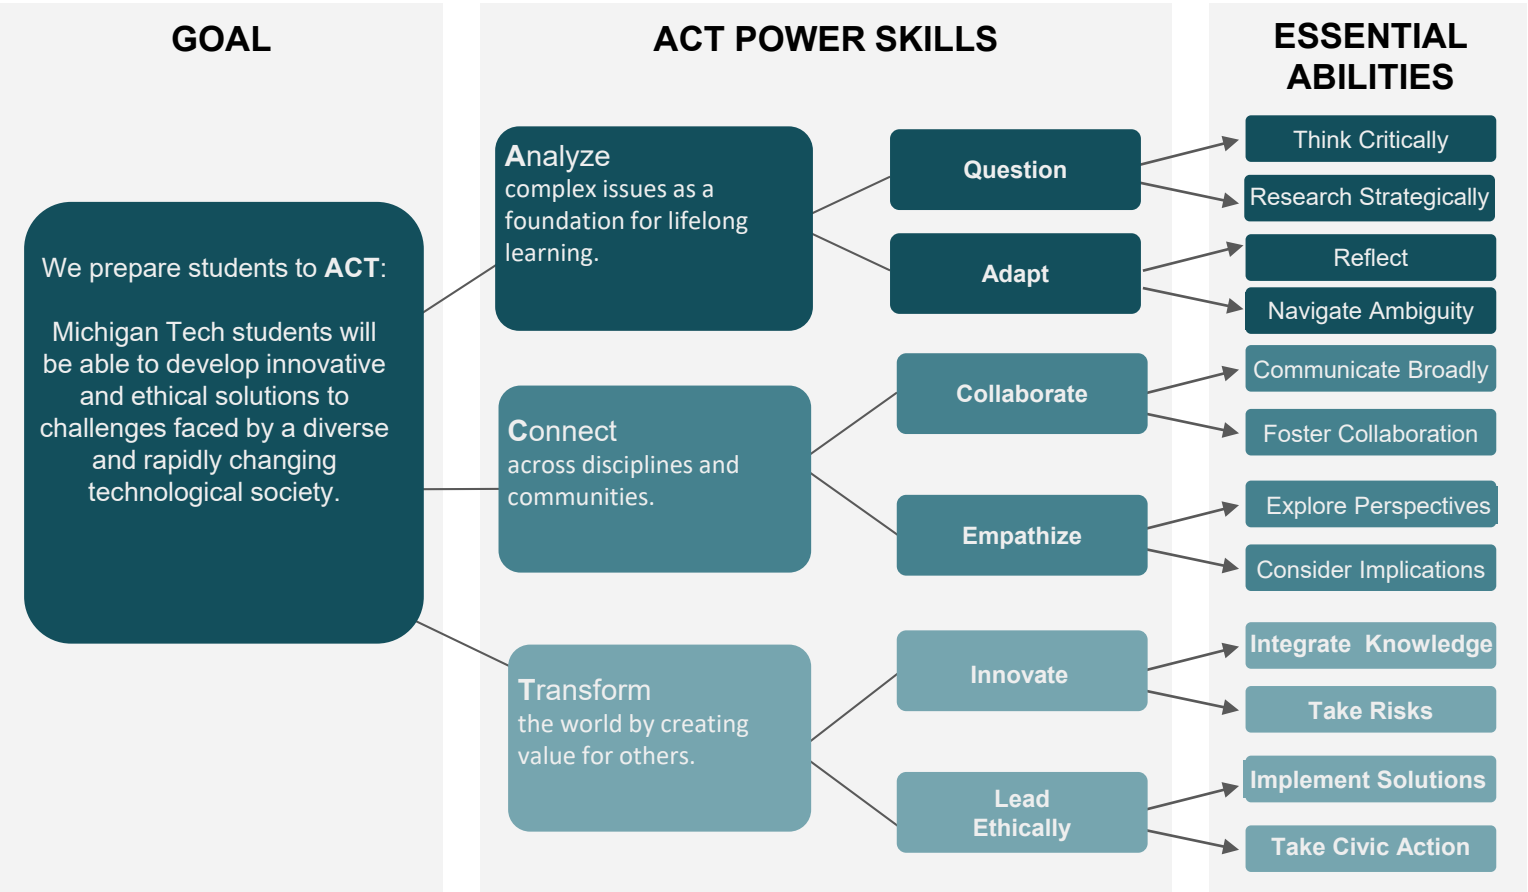 GOAL
ACT POWER SKILLS
ESSENTIAL
ABILITIES
We prepare students to ACT:
Michigan Tech students will
be able to develop innovative
and ethical solutions to
challenges faced by a diverse
and rapidly changing
technological society.
Analyze
complex issues as a
foundation for lifelong
learning.
Question
Think Critically
Research Strategically
Adapt
Reflect
Navigate Ambiguity
Connect
across disciplines and
communities.
Collaborate
Communicate Broadly
Foster Collaboration
Empathize
Explore Perspectives
Consider Implications
Transform
the world by creating
value for others.
Innovate
Integrate  Knowledge
Take Risks
Lead
Ethically
Implement Solutions
Take Civic Action